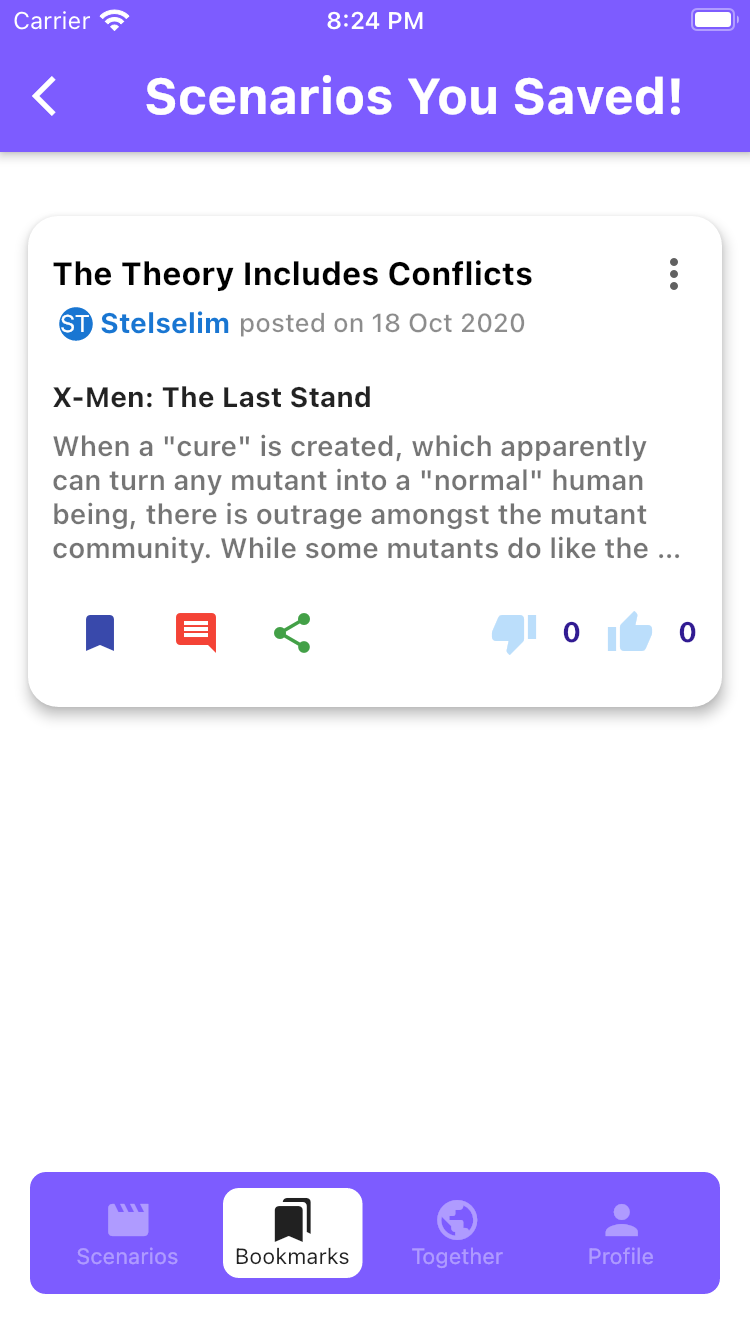 Carrier 8:24 PM
Scenarios You Saved!
The Theory Includes Conflicts
ST Stelselim posted on 18 Oct 2020
X-Men: The Last Stand
When a "cure" is created, which apparently
can turn any mutant into a "normal" human
being, there is outrage amongst the mutant
community. While some mutants do like the ...
0 0
Scenarios Bookmarks Together Profile